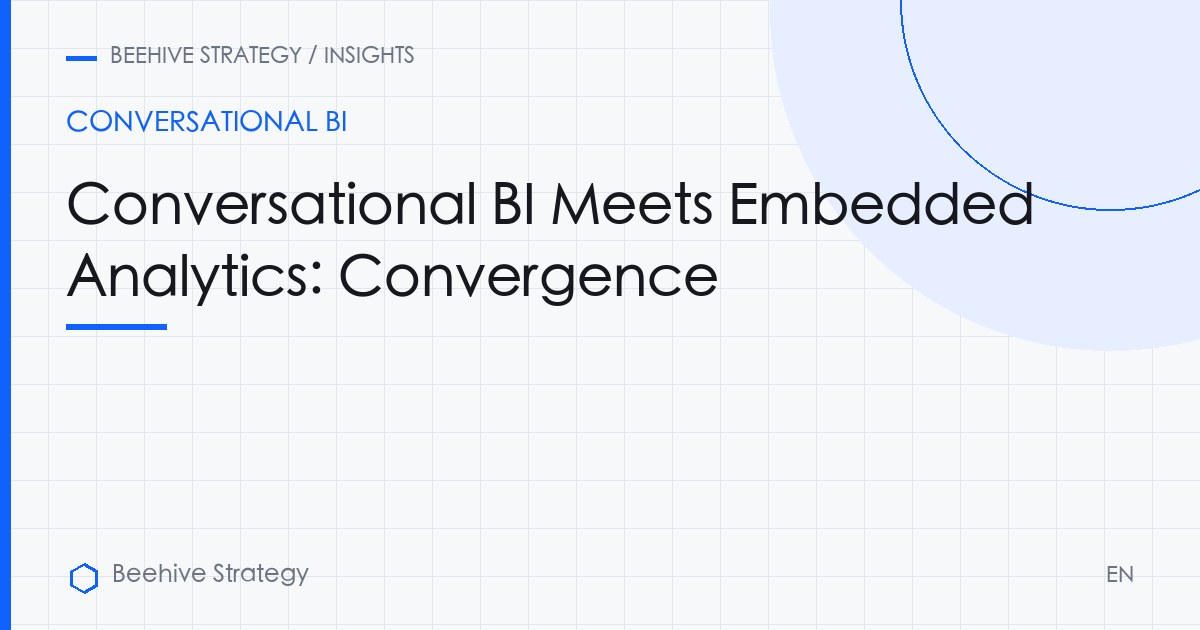 BEEHIVE STRATEGY / INSIGHTS
CONVERSATIONAL BI
Conversational BI Meets Embedded
Analytics: Convergence
Beehive Strategy
EN